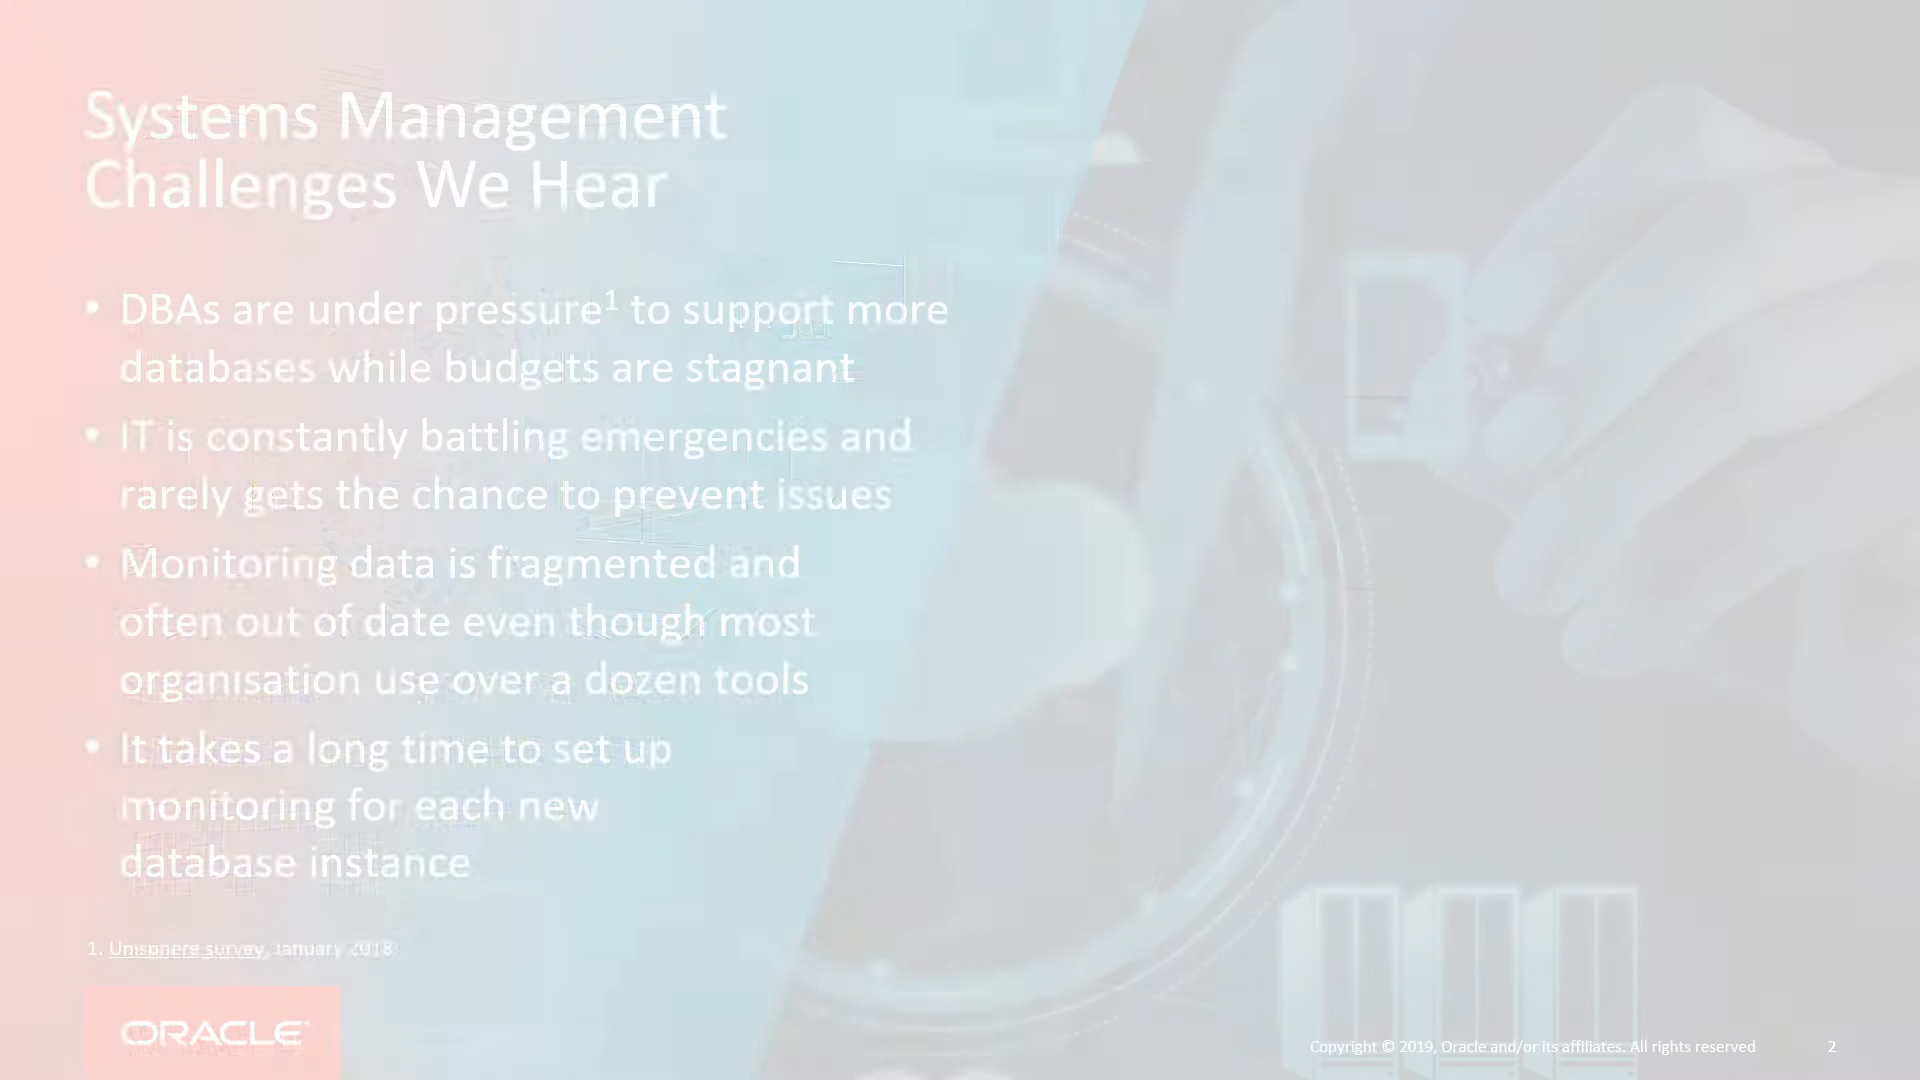 Systems Management
Challenges We Hear
• DBAs are under pressure1 to support more
databases while budgets are stagnant
• IT is constantly battling emergencies and
rarely gets the chance to prevent issues
• Monitoring data is fragmented and
often out of date even though most
organisation use over a dozen tools
• It takes a long time to set up
monitoring for each new
database instance
1. Unisphere survey, January 2018
ORACLE®
Copyright © 2019, Oracle and/or its affiliates. All rights reserved
2